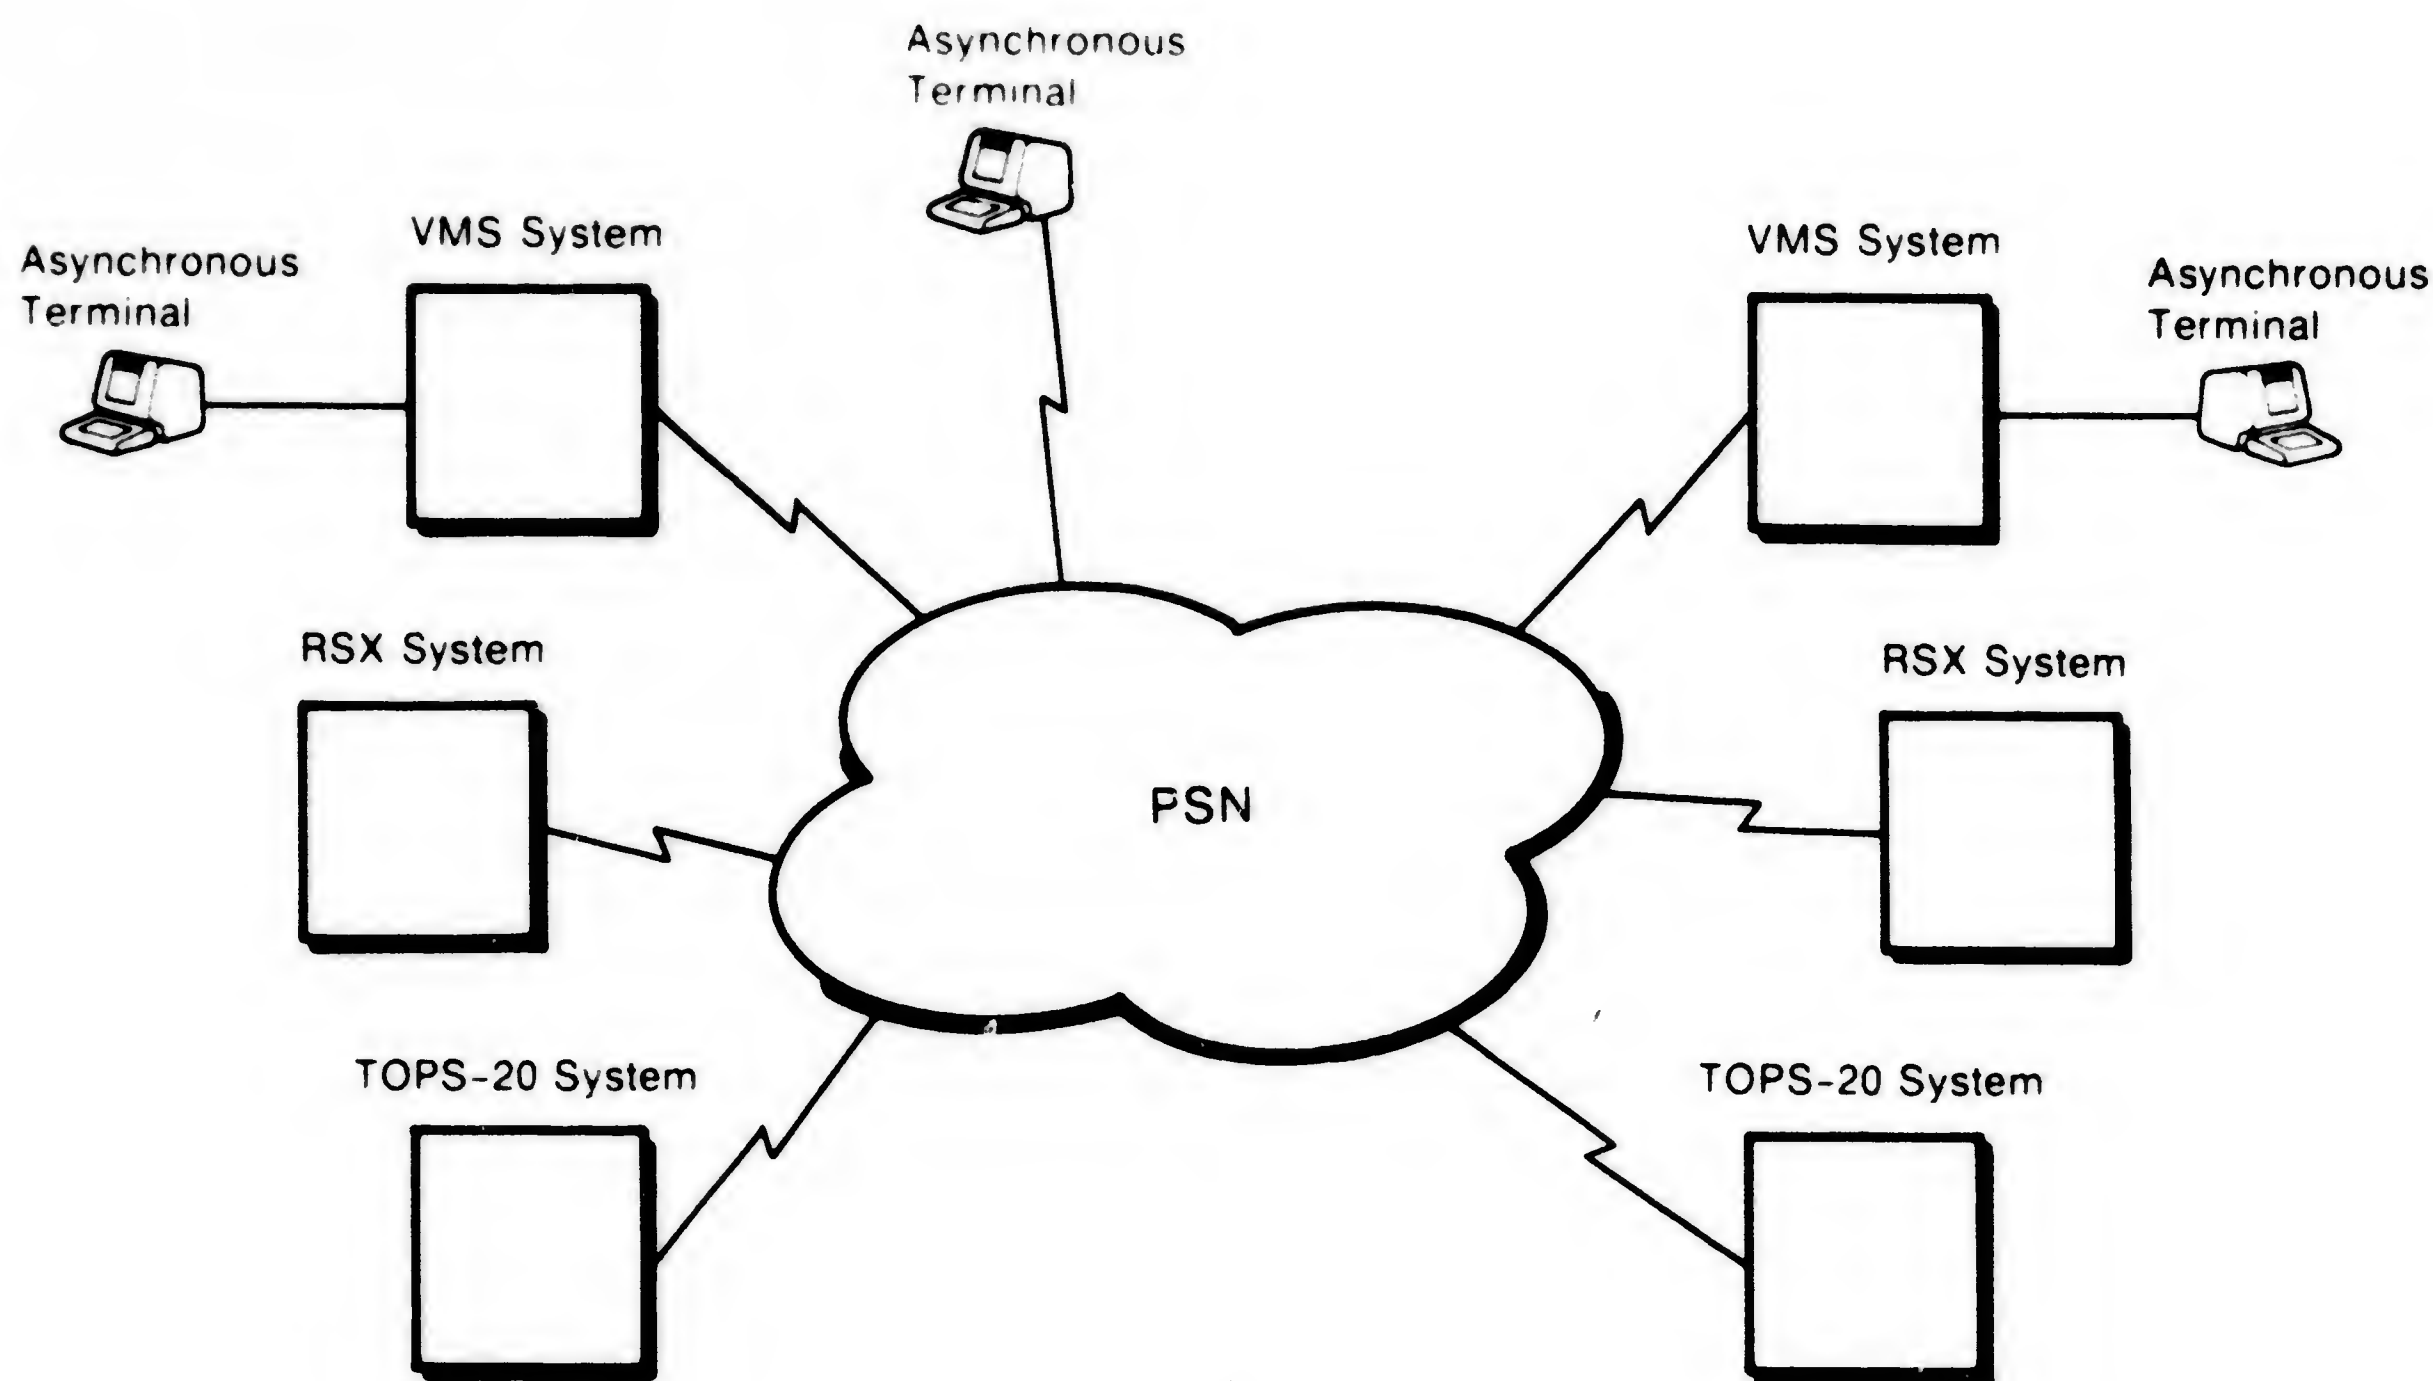 Asynchronous
Terminal
VMS System
VMS System
Asynchronous
Terminal
Asynchronous
Terminal
RSX System
RSX System
PSN
TOPS-20 System
TOPS-20 System